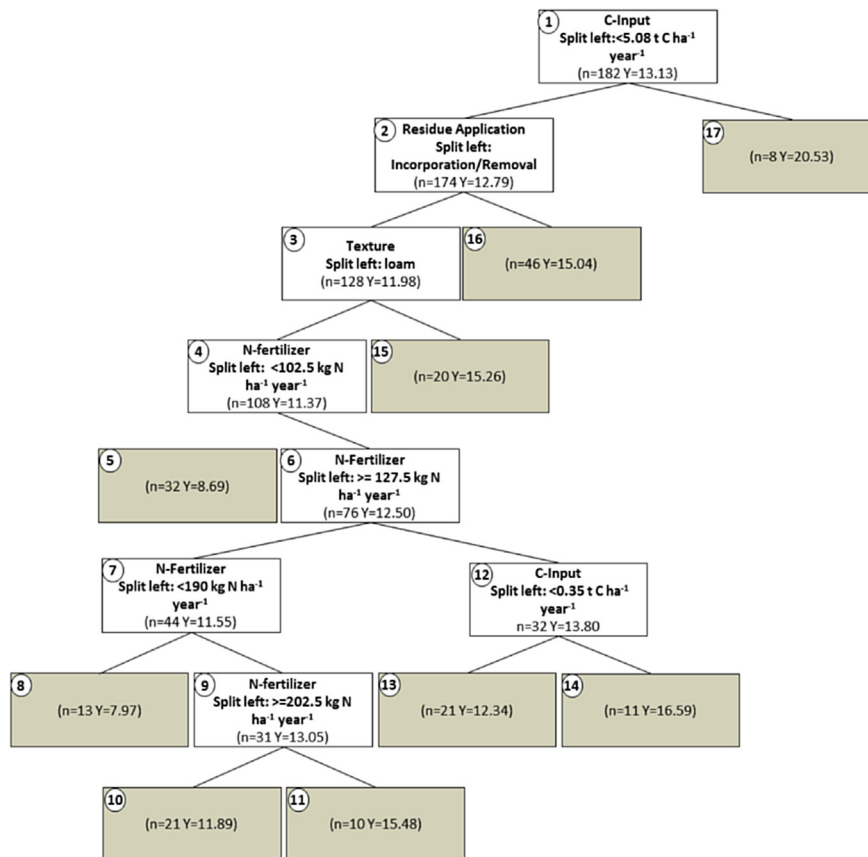 1
C-Input
Split left:<5.08 t C ha⁻¹
year⁻¹
(n=182 Y=13.13)
2
Residue Application
Split left:
Incorporation/Removal
(n=174 Y=12.79)
17
(n=8 Y=20.53)
3
Texture
Split left: loam
(n=128 Y=11.98)
16
(n=46 Y=15.04)
4
N-fertilizer
Split left: <102.5 kg N
ha⁻¹ year⁻¹
(n=108 Y=11.37)
15
(n=20 Y=15.26)
5
(n=32 Y=8.69)
6
N-Fertilizer
Split left: >= 127.5 kg N
ha⁻¹ year⁻¹
(n=76 Y=12.50)
7
N-Fertilizer
Split left: <190 kg N ha⁻¹
year⁻¹
(n=44 Y=11.55)
12
C-Input
Split left: <0.35 t C ha⁻¹
year⁻¹
n=32 Y=13.80
8
(n=13 Y=7.97)
9
N-fertilizer
Split left: >=202.5 kg N
ha⁻¹ year⁻¹
(n=31 Y=13.05)
13
(n=21 Y=12.34)
14
(n=11 Y=16.59)
10
(n=21 Y=11.89)
11
(n=10 Y=15.48)